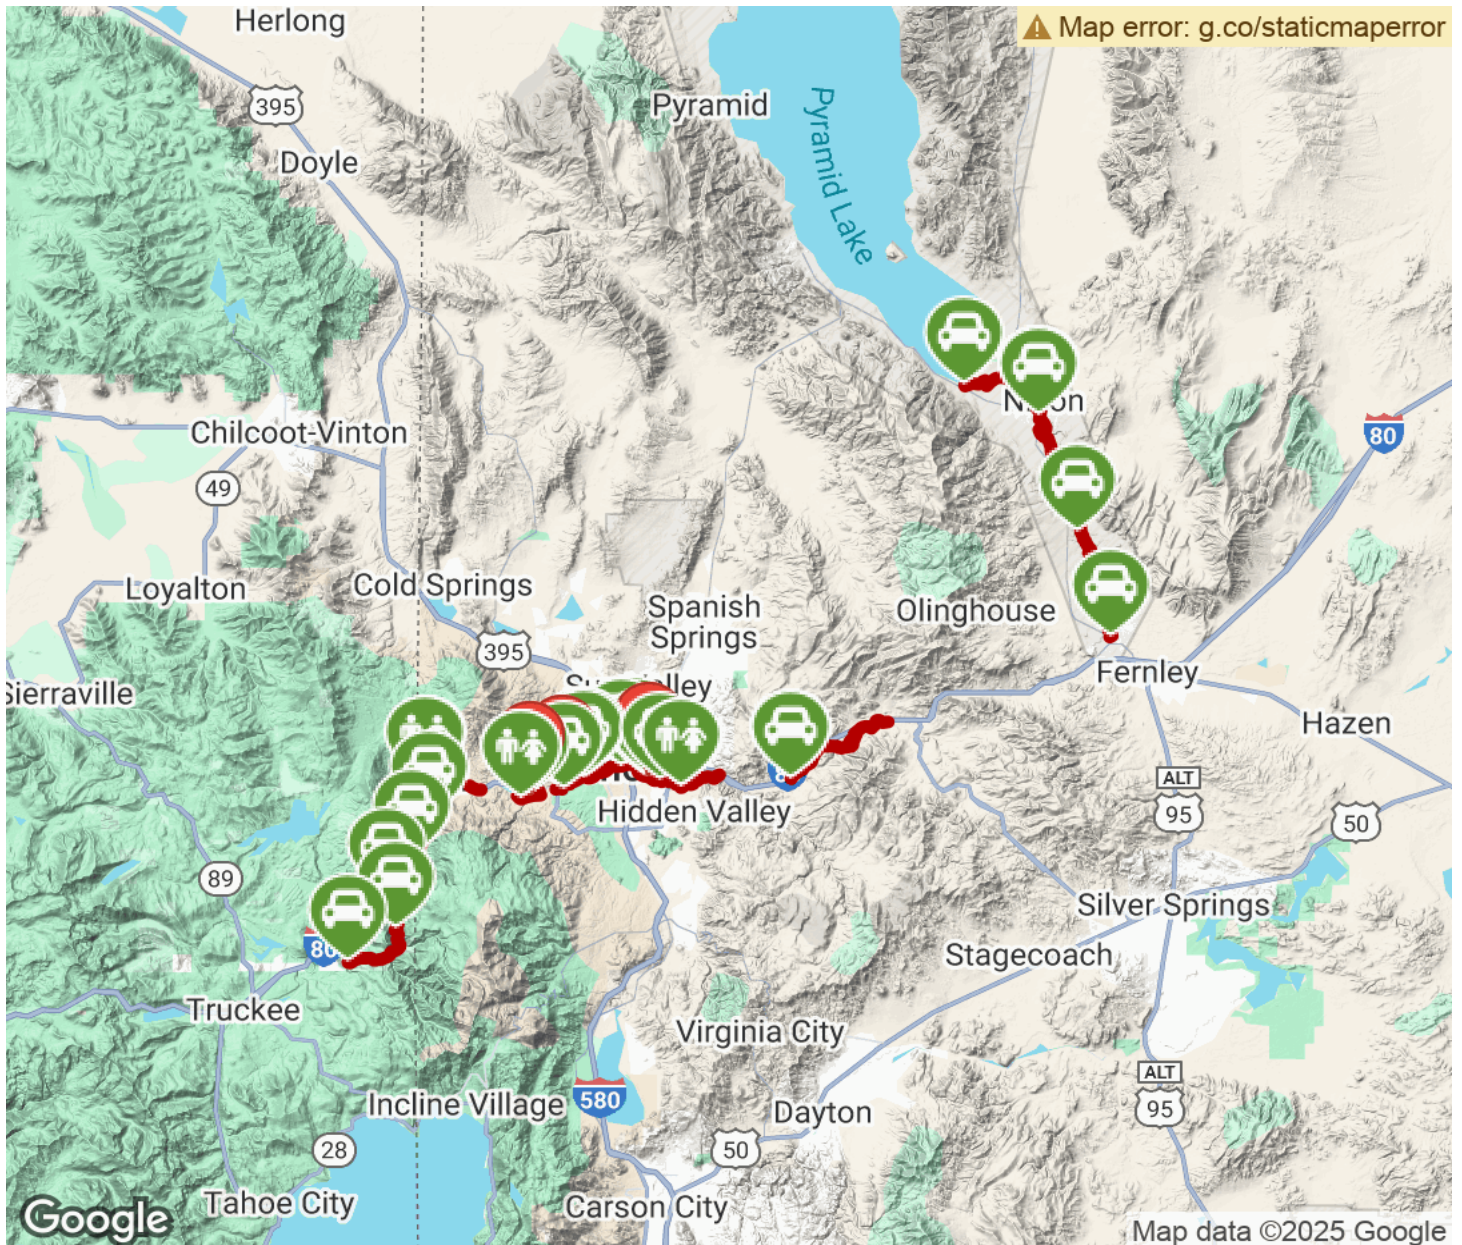 Herlong
Map error: g.co/staticmaperror
395
Pyramid
Doyle
Pyramid Lake
80
Chilcoot-Vinton
49
Loyalton
Cold Springs
Spanish
Springs
Olinghouse
395
Fernley
Sierraville
Hazen
ALT
95
50
Hidden Valley
89
Silver Springs
Stagecoach
Truckee
Virginia City
ALT
95
Incline Village
580
Dayton
28
50
Tahoe City
Carson City
Google
Map data ©2025 Google